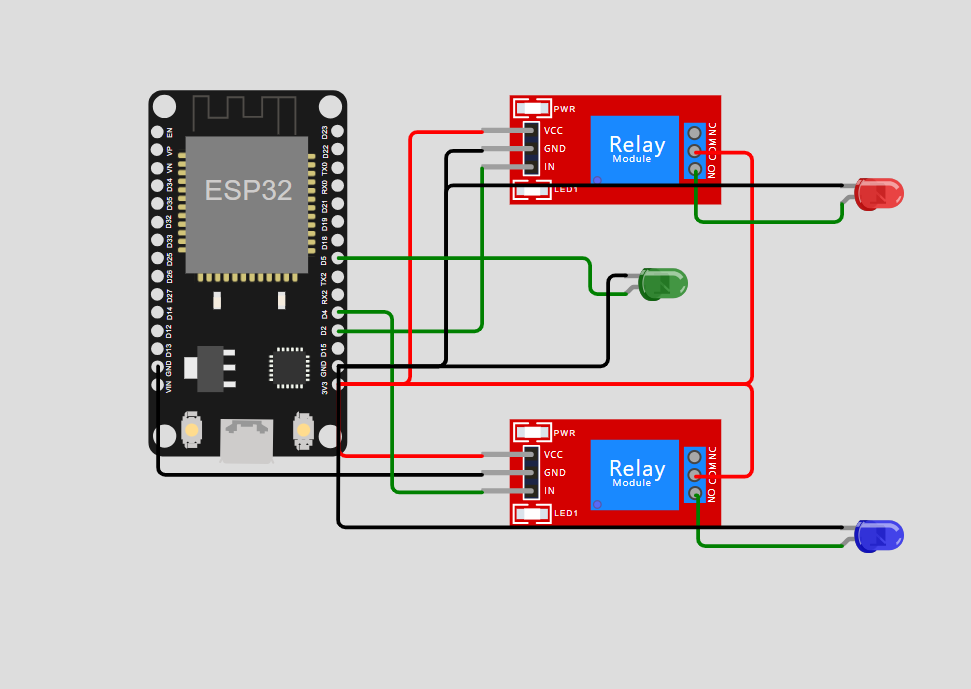 EN
VP
VN
D34
D35
D32
D33
D25
D26
D27
D14
D12
D13
GND
VIN
ESP32
D23
D22
TX0
RX0
D21
D19
D18
D5
TX2
RX2
D4
D2
D15
GND
3V3
PWR
VCC
GND
IN
LED1
Relay
Module
NC
COM
NO
PWR
VCC
GND
IN
LED1
Relay
Module
NC
COM
NO